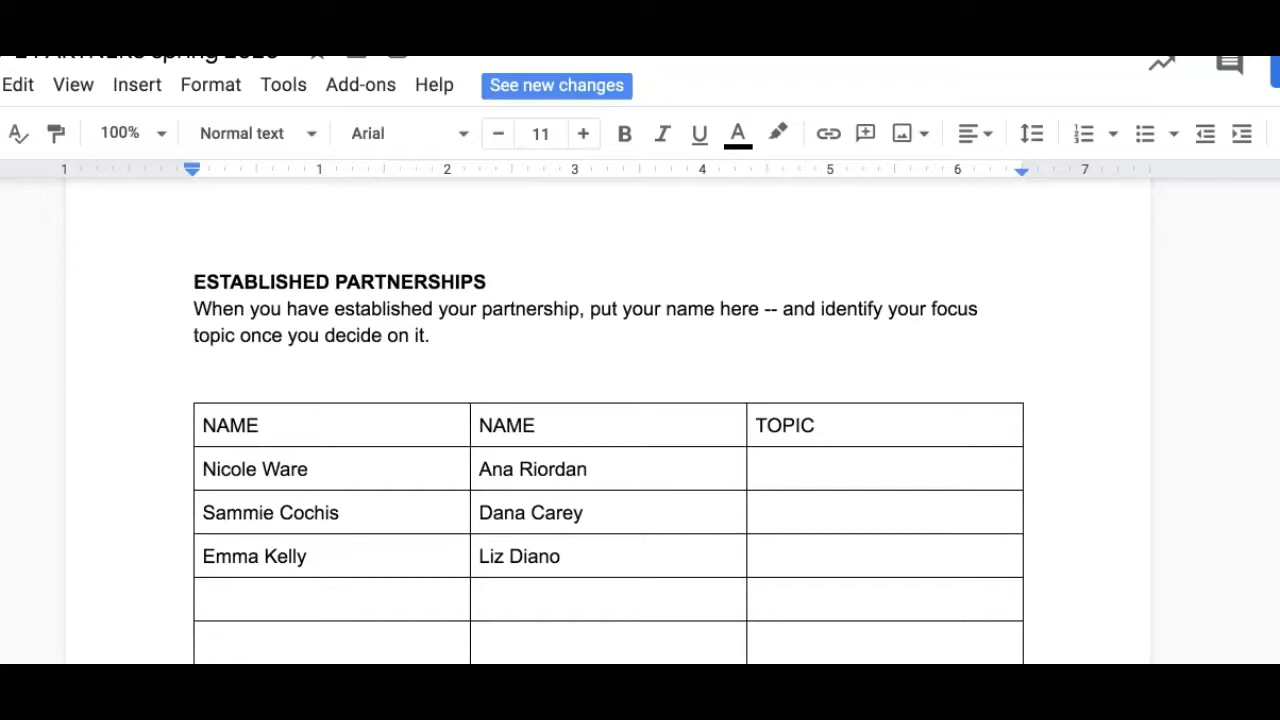 spring
Edit View Insert Format Tools Add-ons Help See new changes
100% Normal text Arial - 11 + B I U A
1 1 2 3 4 5 6 7
ESTABLISHED PARTNERSHIPS
When you have established your partnership, put your name here -- and identify your focus
topic once you decide on it.
NAME NAME TOPIC
Nicole Ware Ana Riordan
Sammie Cochis Dana Carey
Emma Kelly Liz Diano